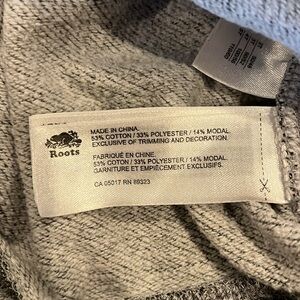 Roots
MADE IN CHINA.
53% COTTON / 33% POLYESTER / 14% MODAL.
EXCLUSIVE OF TRIMMING AND DECORATION.
FABRIQUÉ EN CHINE.
53% COTON / 33% POLYESTER / 14% MODAL.
GARNITURE ET EMPIÈCEMENT EXCLUSIFS.
CA 05017 RN 89323